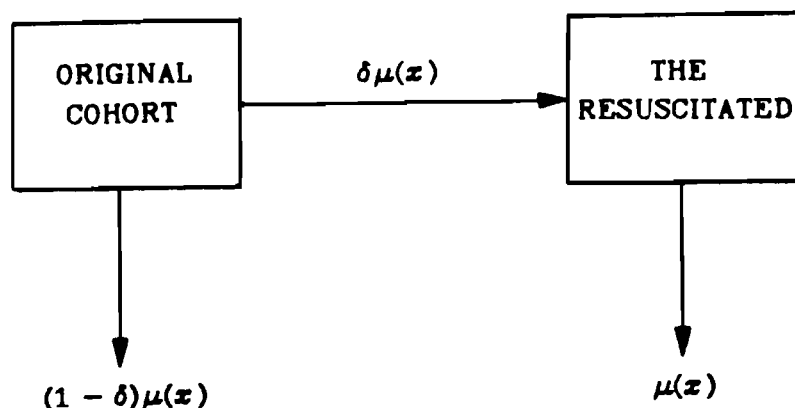 ORIGINAL
COHORT
δμ(x)
THE
RESUSCITATED
(1 − δ)μ(x)
μ(x)